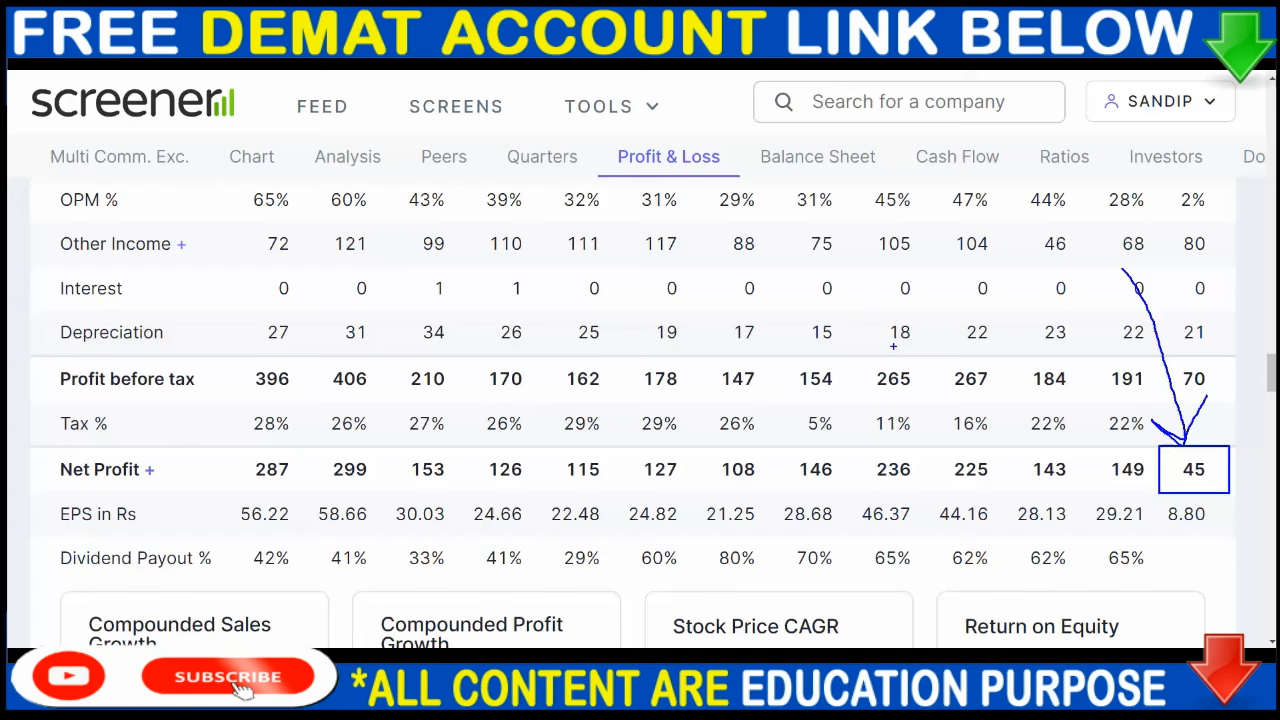 FREE DEMAT ACCOUNT LINK BELOW
screener FEED SCREENS TOOLS Search for a company SANDIP
Multi Comm. Exc. Chart Analysis Peers Quarters Profit & Loss Balance Sheet Cash Flow Ratios Investors Do
OPM % 65% 60% 43% 39% 32% 31% 29% 31% 45% 47% 44% 28% 2%
Other Income + 72 121 99 110 111 117 88 75 105 104 46 68 80
Interest 0 0 1 1 0 0 0 0 0 0 0 0 0
Depreciation 27 31 34 26 25 19 17 15 18 22 23 22 21
Profit before tax 396 406 210 170 162 178 147 154 265 267 184 191 70
Tax % 28% 26% 27% 26% 29% 29% 26% 5% 11% 16% 22% 22%
Net Profit + 287 299 153 126 115 127 108 146 236 225 143 149 45
EPS in Rs 56.22 58.66 30.03 24.66 22.48 24.82 21.25 28.68 46.37 44.16 28.13 29.21 8.80
Dividend Payout % 42% 41% 33% 41% 29% 60% 80% 70% 65% 62% 62% 65%
Compounded Sales Compounded Profit Stock Price CAGR Return on Equity
Growth Growth
SUBSCRIBE *ALL CONTENT ARE EDUCATION PURPOSE